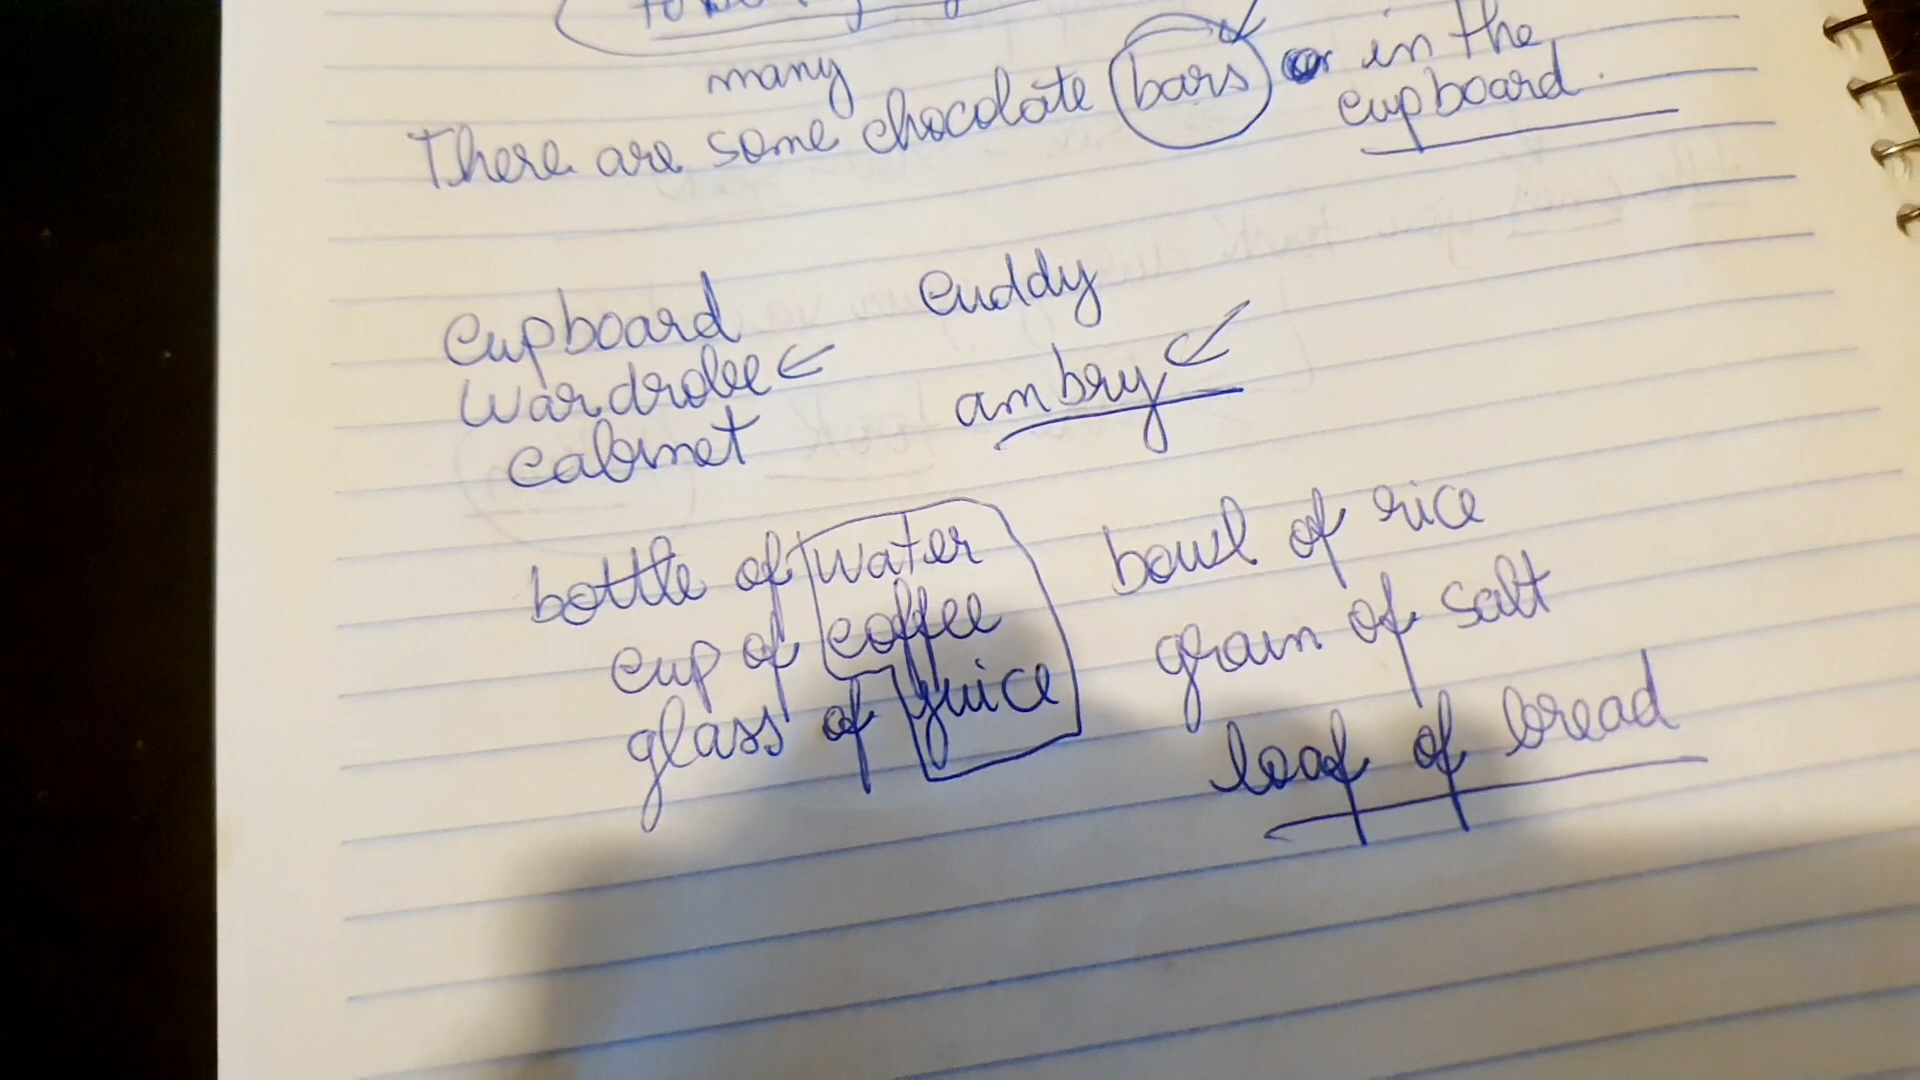 many
There are some chocolate bars or in the
cupboard.
cupboard
wardrobe
cabinet
cuddy
ambry
bottle of water
cup of coffee
glass of juice
bowl of rice
grain of salt
loaf of bread